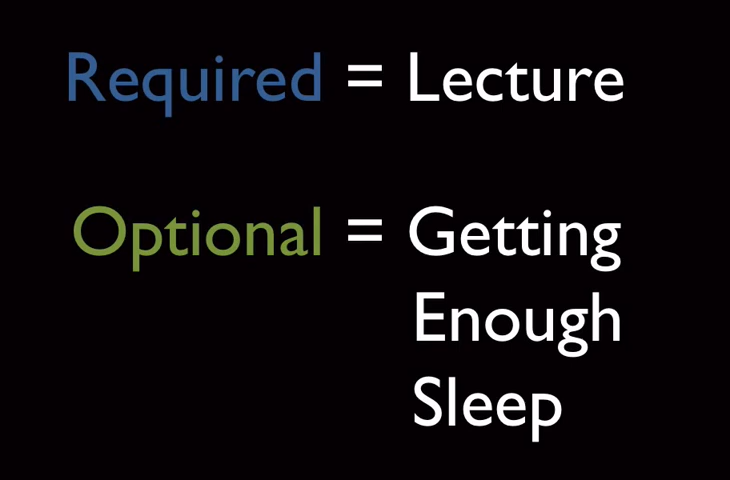 Required = Lecture
Optional = Getting
Enough
Sleep